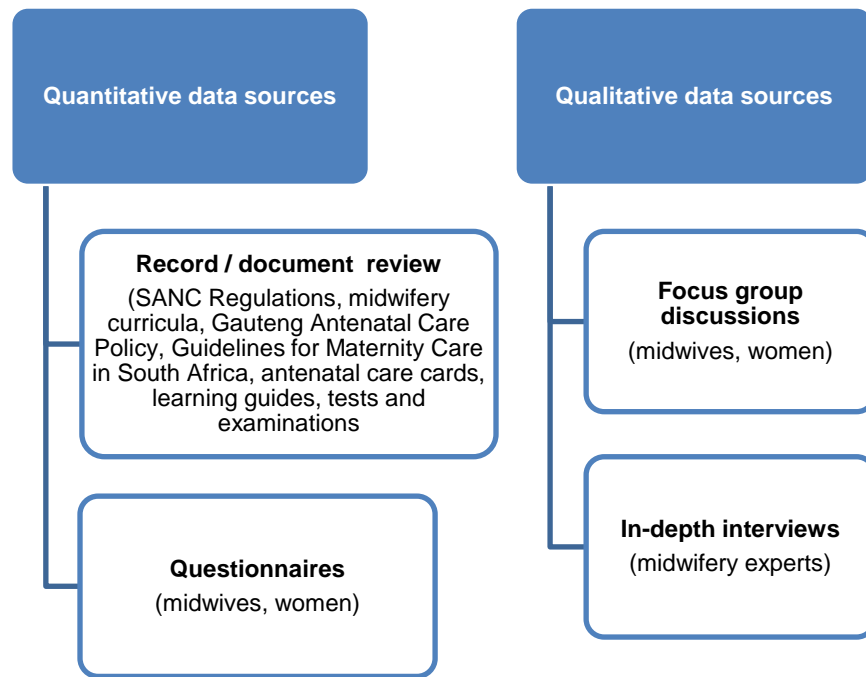 Quantitative data sources
Record / document review
(SANC Regulations, midwifery
curricula, Gauteng Antenatal Care
Policy, Guidelines for Maternity Care
in South Africa, antenatal care cards,
learning guides, tests and
examinations
Questionnaires
(midwives, women)
Qualitative data sources
Focus group
discussions
(midwives, women)
In-depth interviews
(midwifery experts)